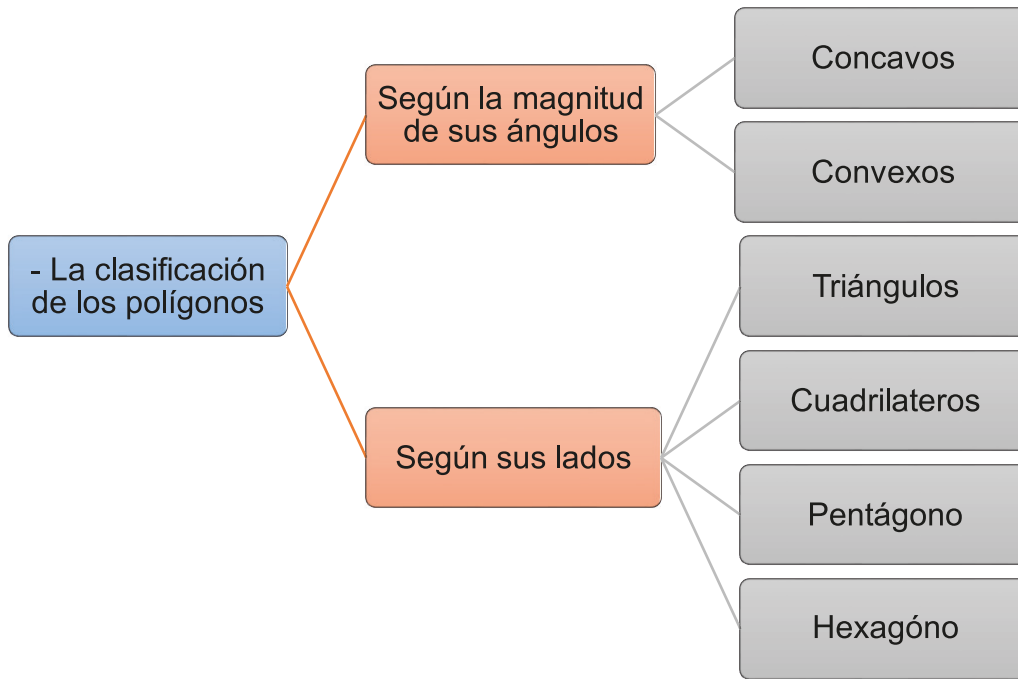 - La clasificación
de los polígonos
Según la magnitud
de sus ángulos
Concavos
Convexos
Según sus lados
Triángulos
Cuadrilateros
Pentágono
Hexagóno